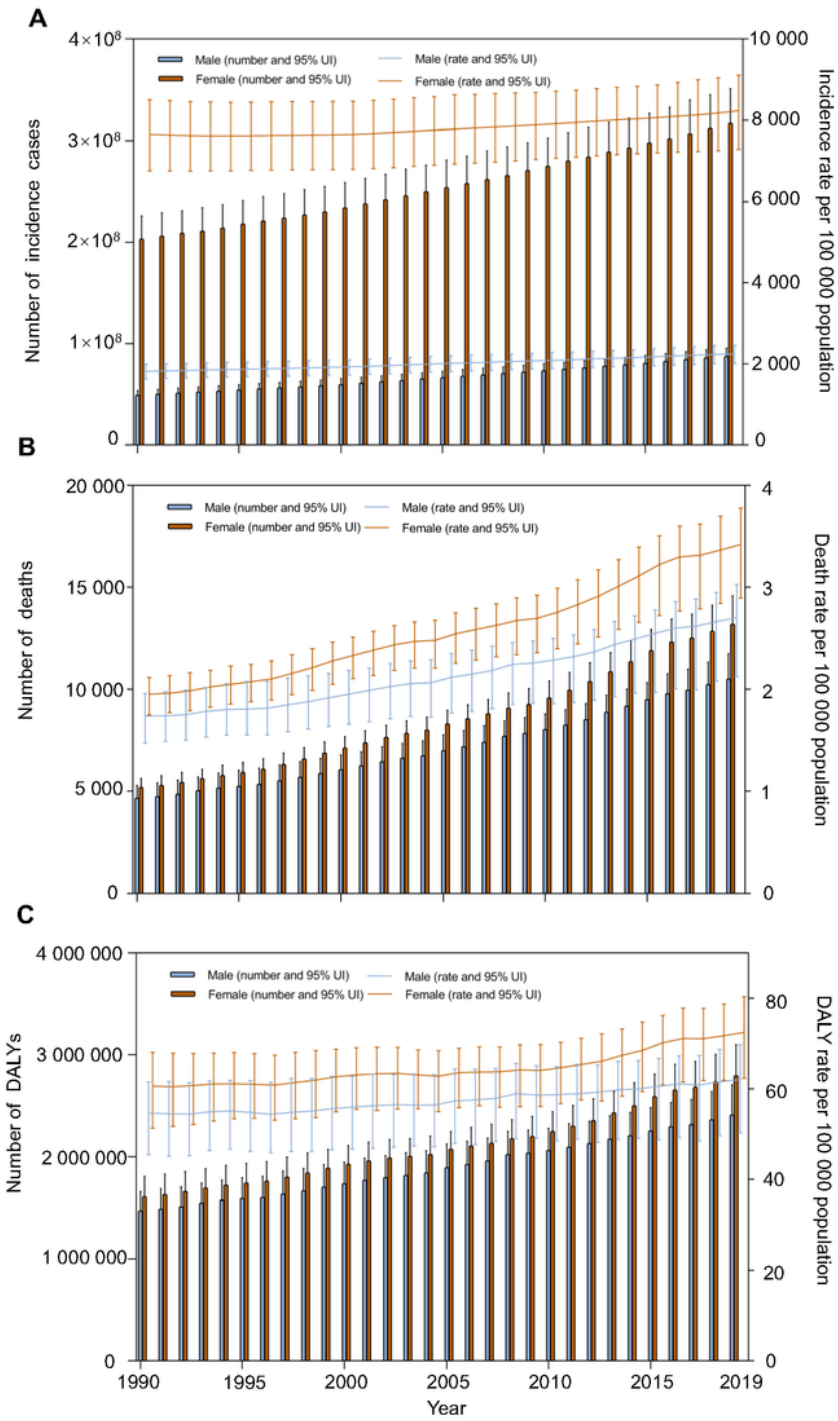 A
4×10⁸
3×10⁸
2×10⁸
1×10⁸
0
Number of incidence cases
Male (number and 95% UI)
Male (rate and 95% UI)
Female (number and 95% UI)
Female (rate and 95% UI)
10 000
8 000
6 000
4 000
2 000
0
Incidence rate per 100 000 population
B
20 000
15 000
10 000
5 000
0
Number of deaths
Male (number and 95% UI)
Male (rate and 95% UI)
Female (number and 95% UI)
Female (rate and 95% UI)
4
3
2
1
0
Death rate per 100 000 population
C
4 000 000
3 000 000
2 000 000
1 000 000
0
Number of DALYs
Male (number and 95% UI)
Male (rate and 95% UI)
Female (number and 95% UI)
Female (rate and 95% UI)
80
60
40
20
0
DALY rate per 100 000 population
1990
1995
2000
2005
2010
2015
2019
Year